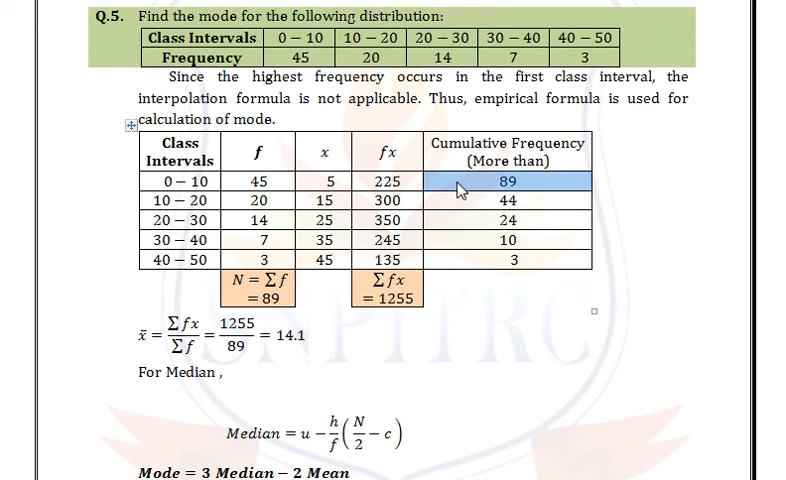 Q.5. Find the mode for the following distribution:
Class Intervals 0 – 10 10 – 20 20 – 30 30 – 40 40 – 50
Frequency 45 20 14 7 3
Since the highest frequency occurs in the first class interval, the
interpolation formula is not applicable. Thus, empirical formula is used for
calculation of mode.
Class Intervals f x fx Cumulative Frequency (More than)
0 – 10 45 5 225 89
10 – 20 20 15 300 44
20 – 30 14 25 350 24
30 – 40 7 35 245 10
40 – 50 3 45 135 3
N = Σ f = 89 Σ fx = 1255
x̄ = Σ fx / Σ f = 1255 / 89 = 14.1
For Median ,
Median = u − h/f (N/2 − c)
Mode = 3 Median − 2 Mean
SNPITRC